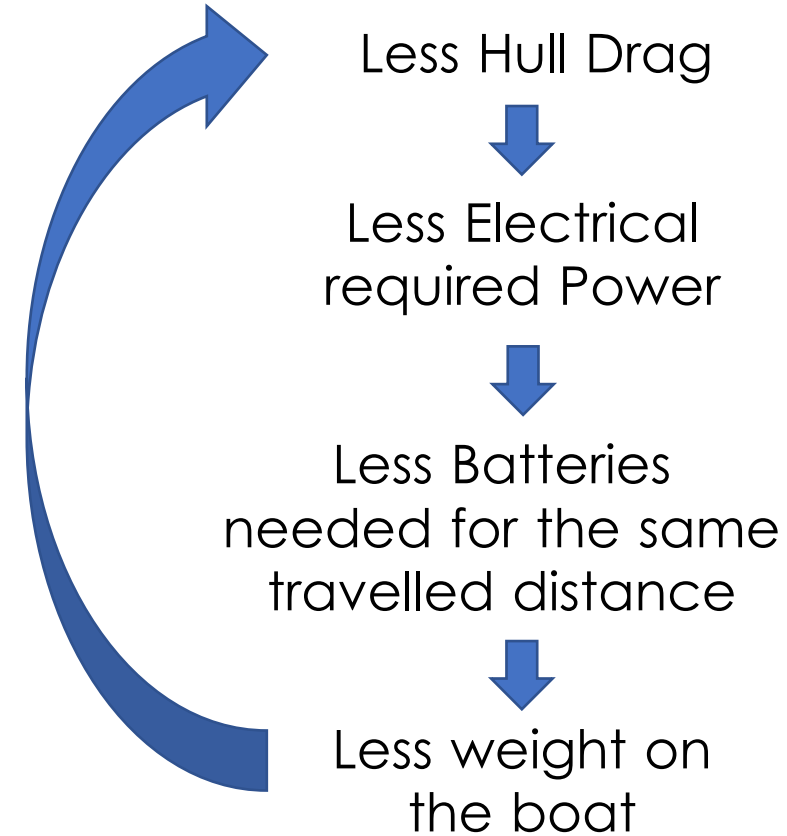 Less Hull Drag
Less Electrical
required Power
Less Batteries
needed for the same
travelled distance
Less weight on
the boat